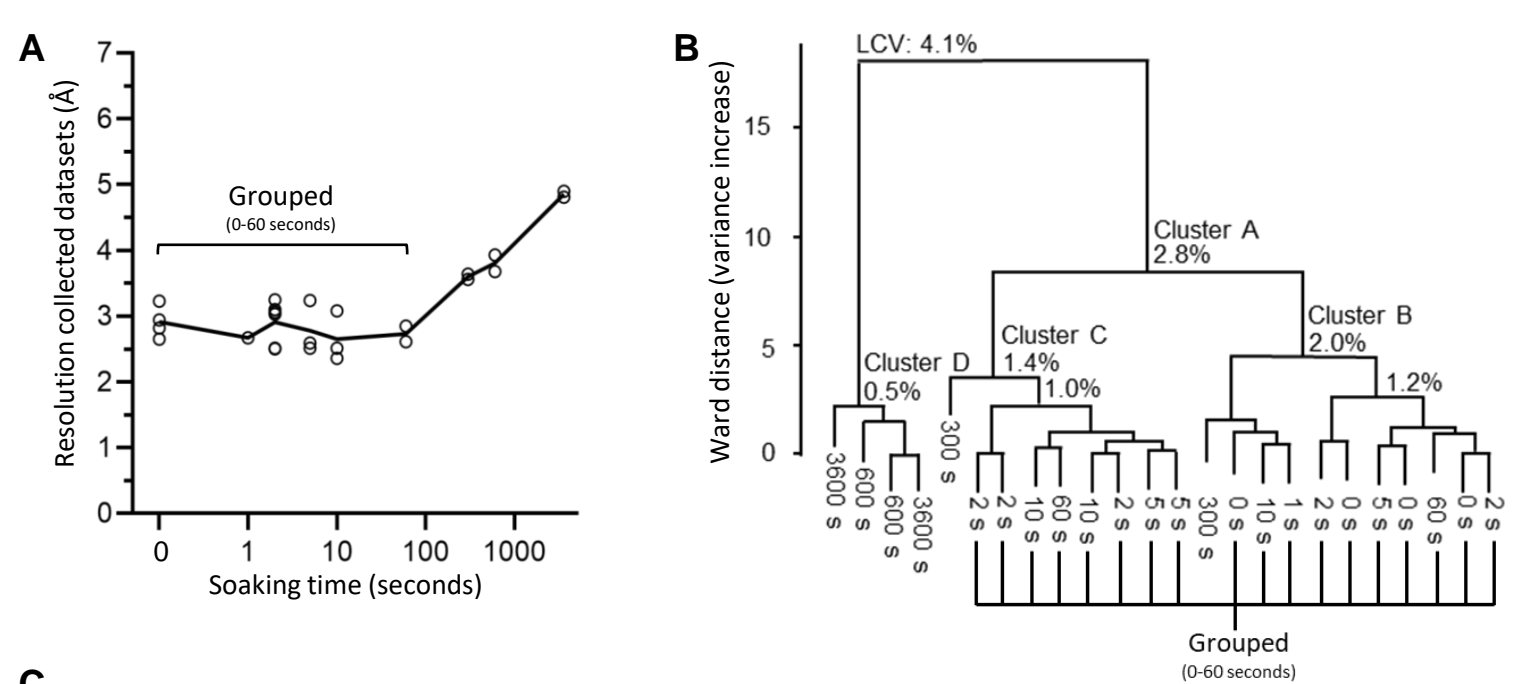 A
Resolution collected datasets (Å)
7
6
5
4
3
2
1
0
Grouped
(0-60 seconds)
0 1 10 100 1000
Soaking time (seconds)
B
Ward distance (variance increase)
15
10
5
0
LCV: 4.1%
Cluster A
2.8%
Cluster B
2.0%
Cluster C
1.4%
Cluster D
0.5%
1.0%
1.2%
3600 s
600 s
600 s
3600 s
300 s
2 s
2 s
10 s
60 s
10 s
2 s
5 s
5 s
300 s
0 s
10 s
1 s
2 s
0 s
5 s
0 s
60 s
0 s
2 s
Grouped
(0-60 seconds)